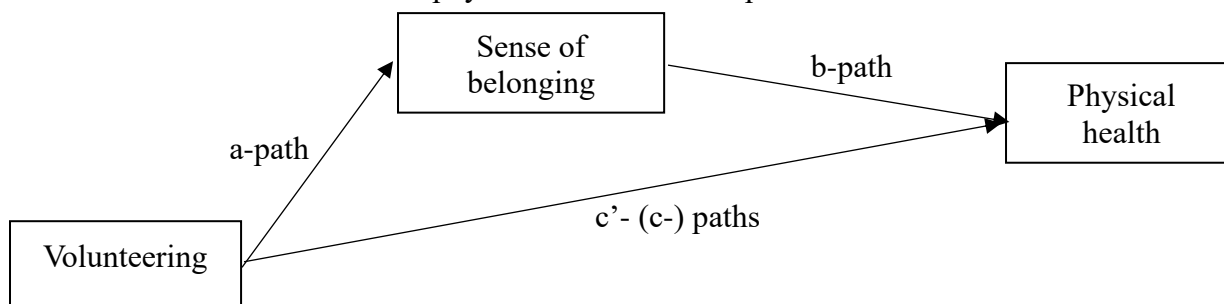 Sense of
belonging
b-path
Physical
health
a-path
c’- (c-) paths
Volunteering